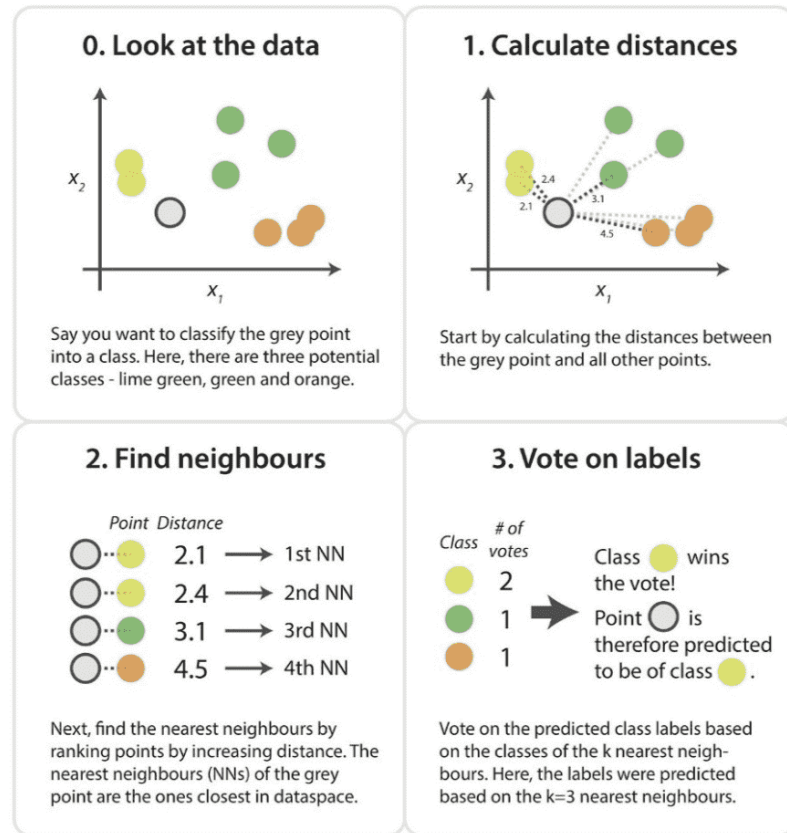 0. Look at the data
x2
x1
Say you want to classify the grey point
into a class. Here, there are three potential
classes - lime green, green and orange.
1. Calculate distances
x2
2.4
2.1
3.1
4.5
x1
Start by calculating the distances between
the grey point and all other points.
2. Find neighbours
Point Distance
2.1 → 1st NN
2.4 → 2nd NN
3.1 → 3rd NN
4.5 → 4th NN
Next, find the nearest neighbours by
ranking points by increasing distance. The
nearest neighbours (NNs) of the grey
point are the ones closest in dataspace.
3. Vote on labels
Class # of votes
2
1
1
Class wins
the vote!
Point is
therefore predicted
to be of class .
Vote on the predicted class labels based
on the classes of the k nearest neigh-
bours. Here, the labels were predicted
based on the k=3 nearest neighbours.